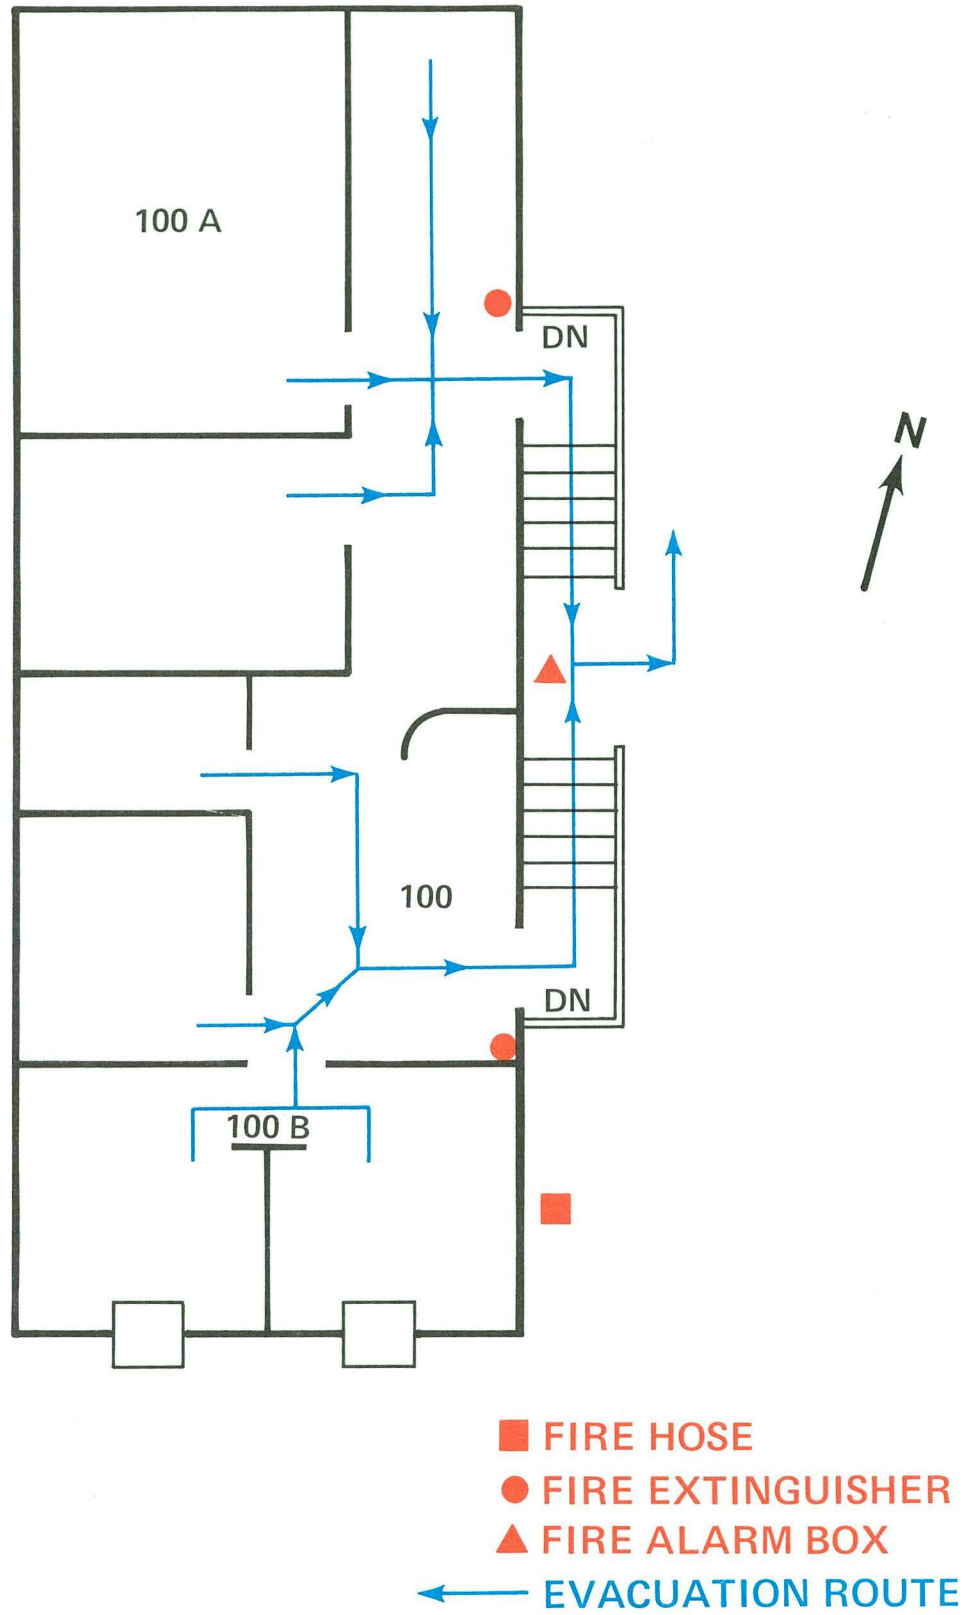 100 A
DN
N
100
DN
100 B
FIRE HOSE
FIRE EXTINGUISHER
FIRE ALARM BOX
EVACUATION ROUTE